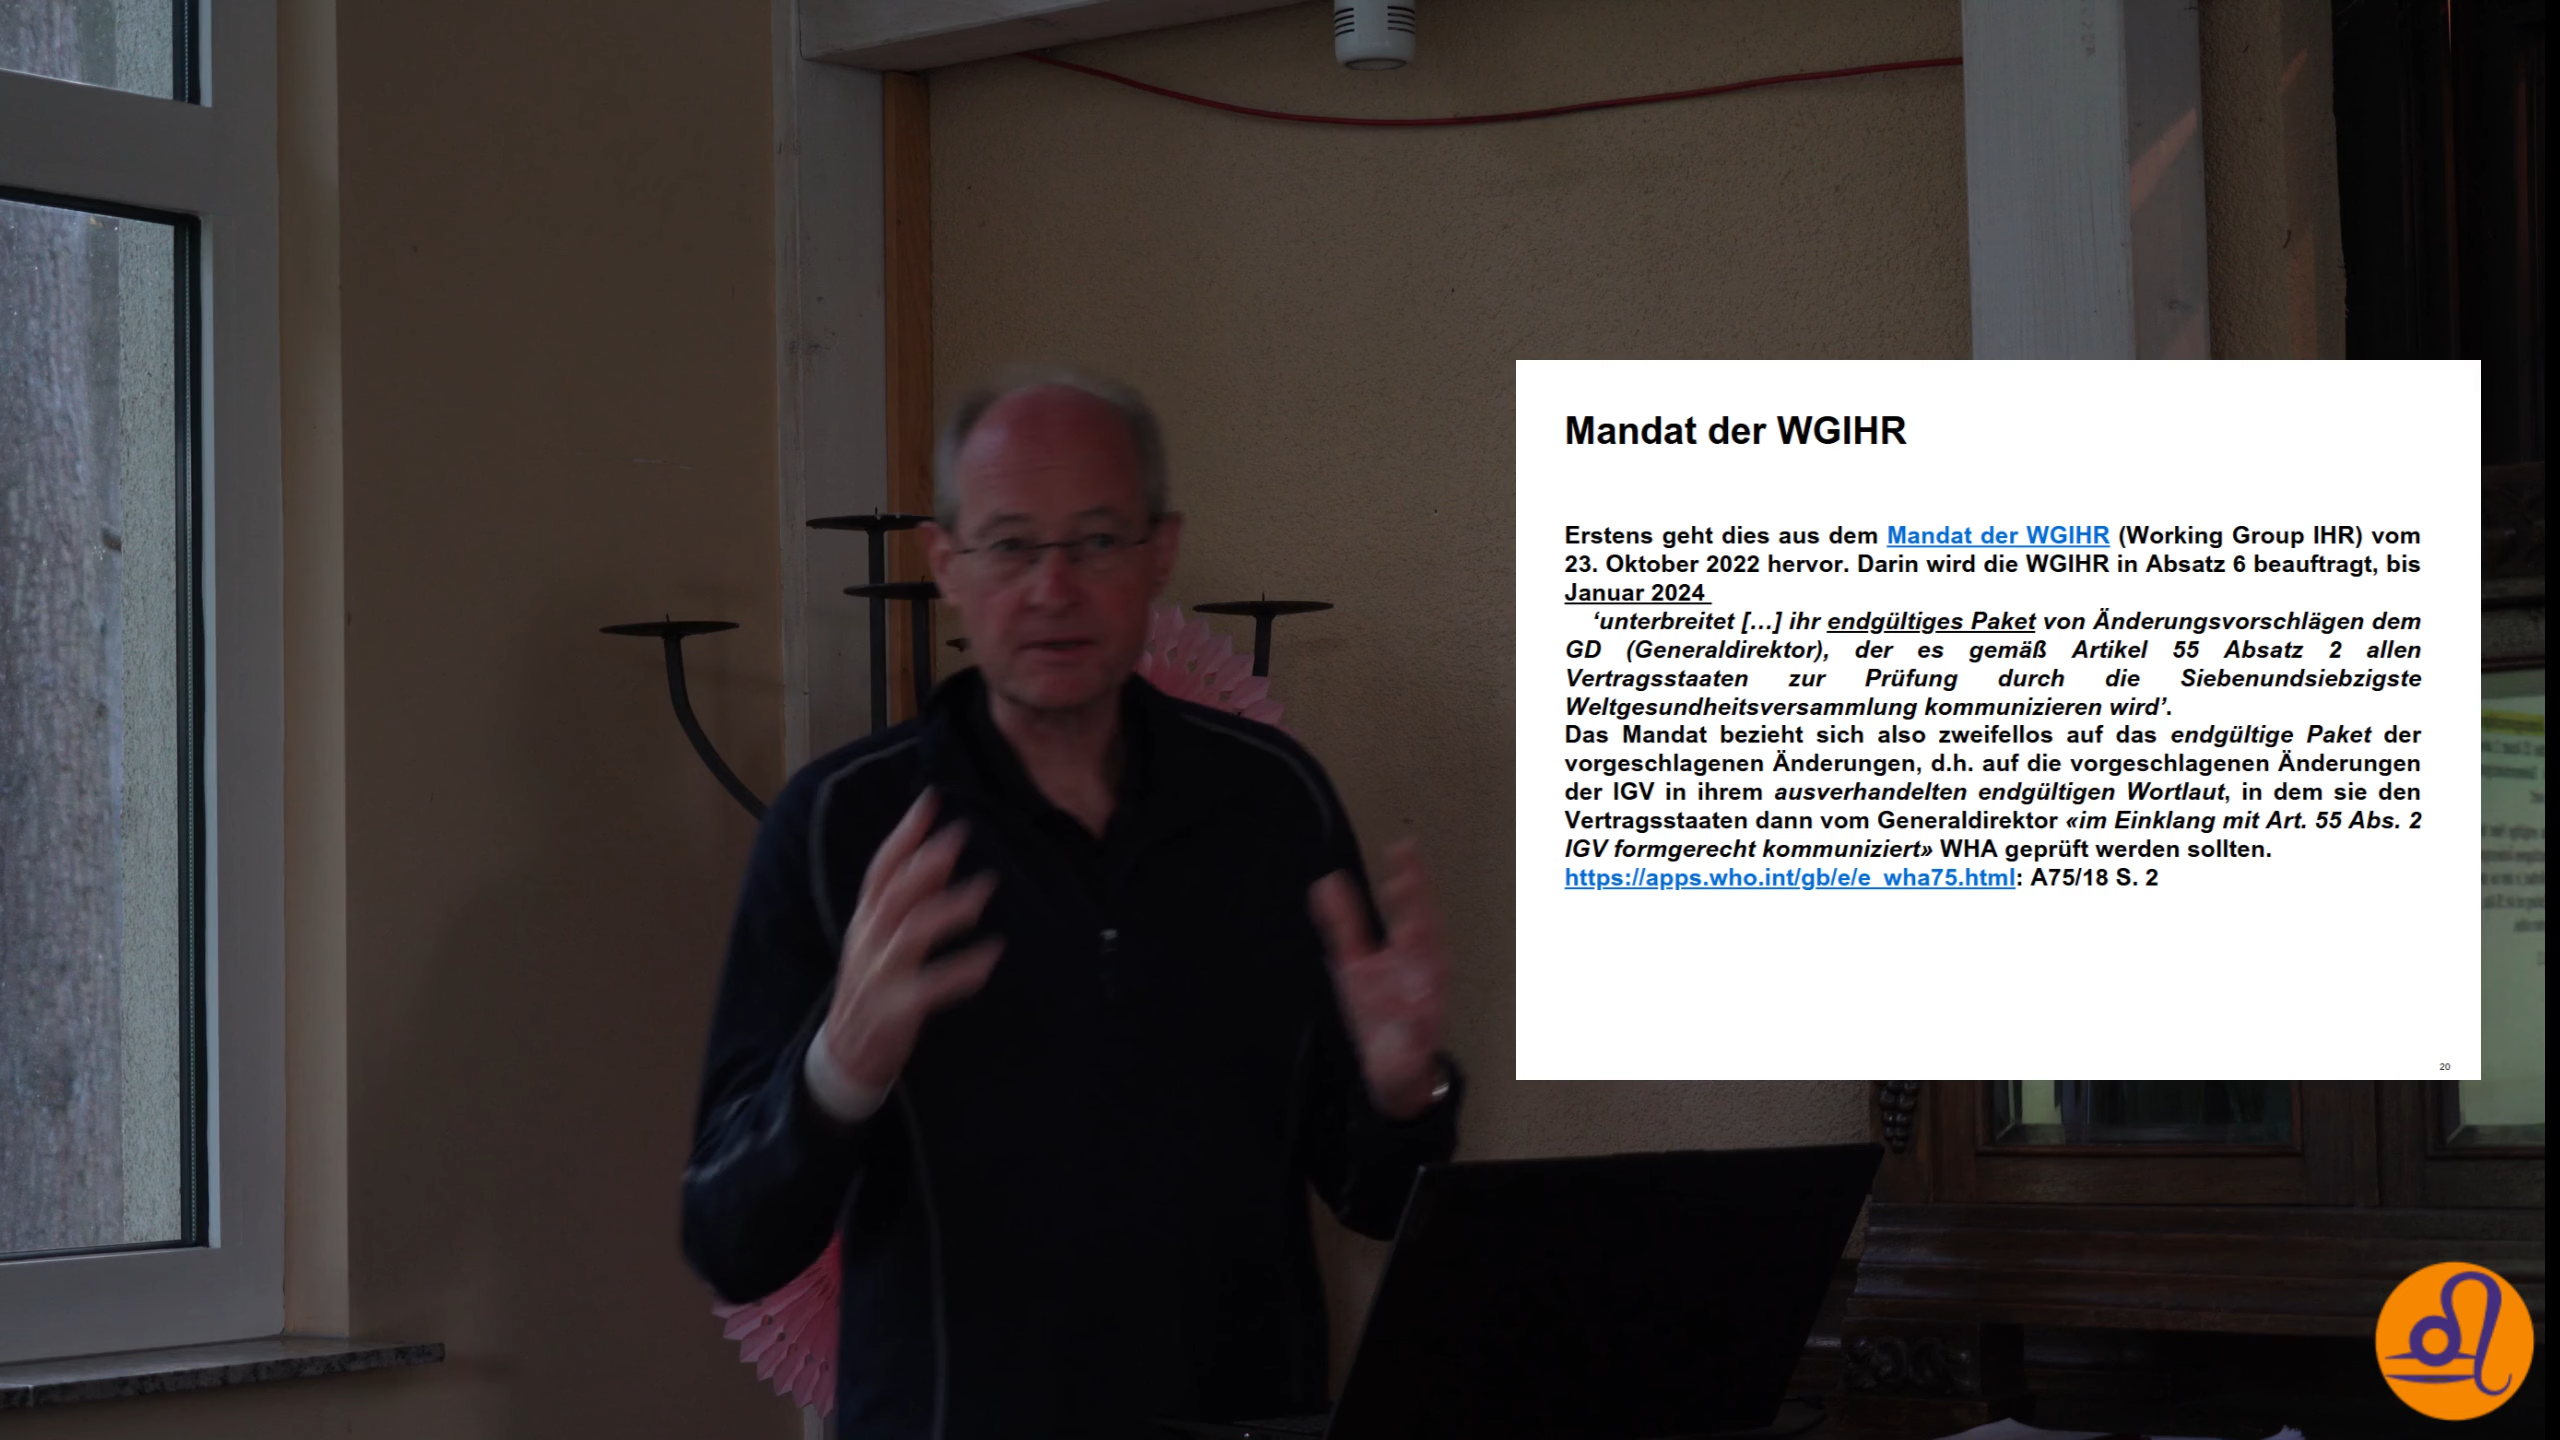 Mandat der WGIHR
Erstens geht dies aus dem Mandat der WGIHR (Working Group IHR) vom
23. Oktober 2022 hervor. Darin wird die WGIHR in Absatz 6 beauftragt, bis
Januar 2024
‘unterbreitet […] ihr endgültiges Paket von Änderungsvorschlägen dem
GD (Generaldirektor), der es gemäß Artikel 55 Absatz 2 allen
Vertragsstaaten zur Prüfung durch die Siebenundsiebzigste
Weltgesundheitsversammlung kommunizieren wird’.
Das Mandat bezieht sich also zweifellos auf das endgültige Paket der
vorgeschlagenen Änderungen, d.h. auf die vorgeschlagenen Änderungen
der IGV in ihrem ausverhandelten endgültigen Wortlaut, in dem sie den
Vertragsstaaten dann vom Generaldirektor «im Einklang mit Art. 55 Abs. 2
IGV formgerecht kommuniziert» WHA geprüft werden sollten.
https://apps.who.int/gb/e/e_wha75.html: A75/18 S. 2
20